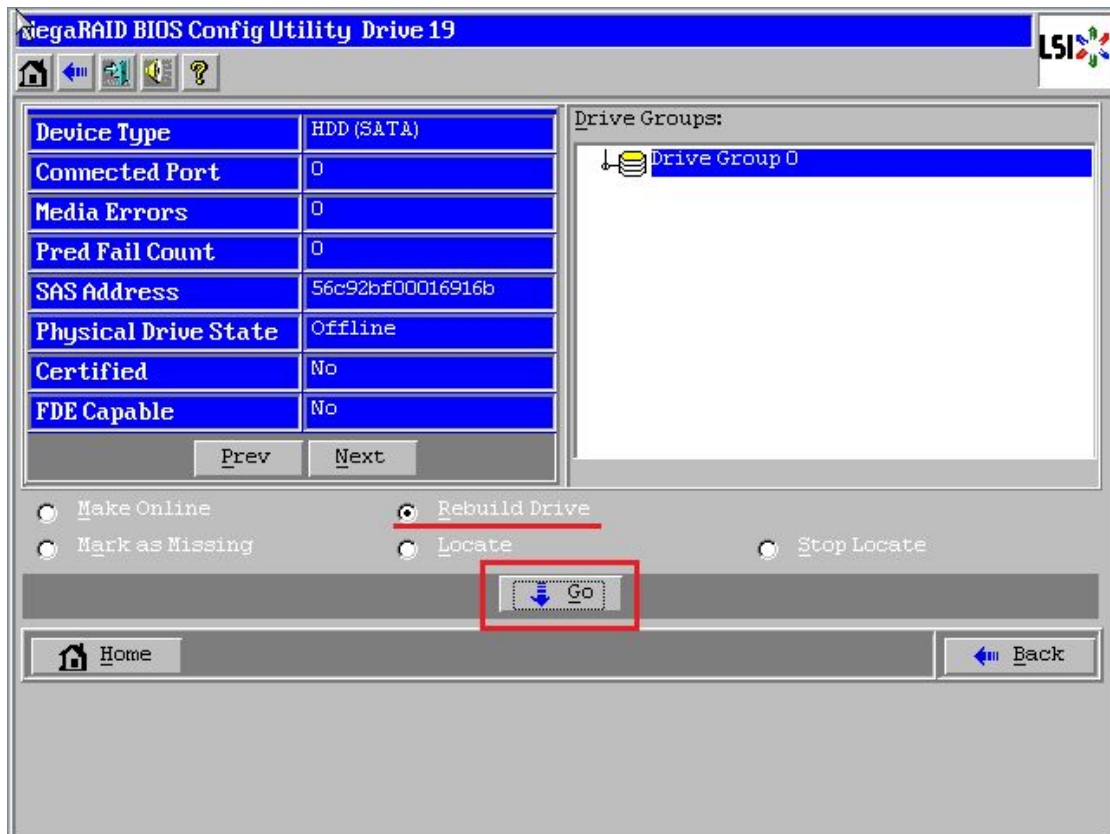 MegaRAID BIOS Config Utility Drive 19
LSI
Device Type HDD (SATA)
Connected Port 0
Media Errors 0
Pred Fail Count 0
SAS Address 56c92bf00016916b
Physical Drive State Offline
Certified No
FDE Capable No
Prev Next
Drive Groups:
Drive Group 0
Make Online Rebuild Drive
Mark as Missing Locate Stop Locate
Go
Home Back